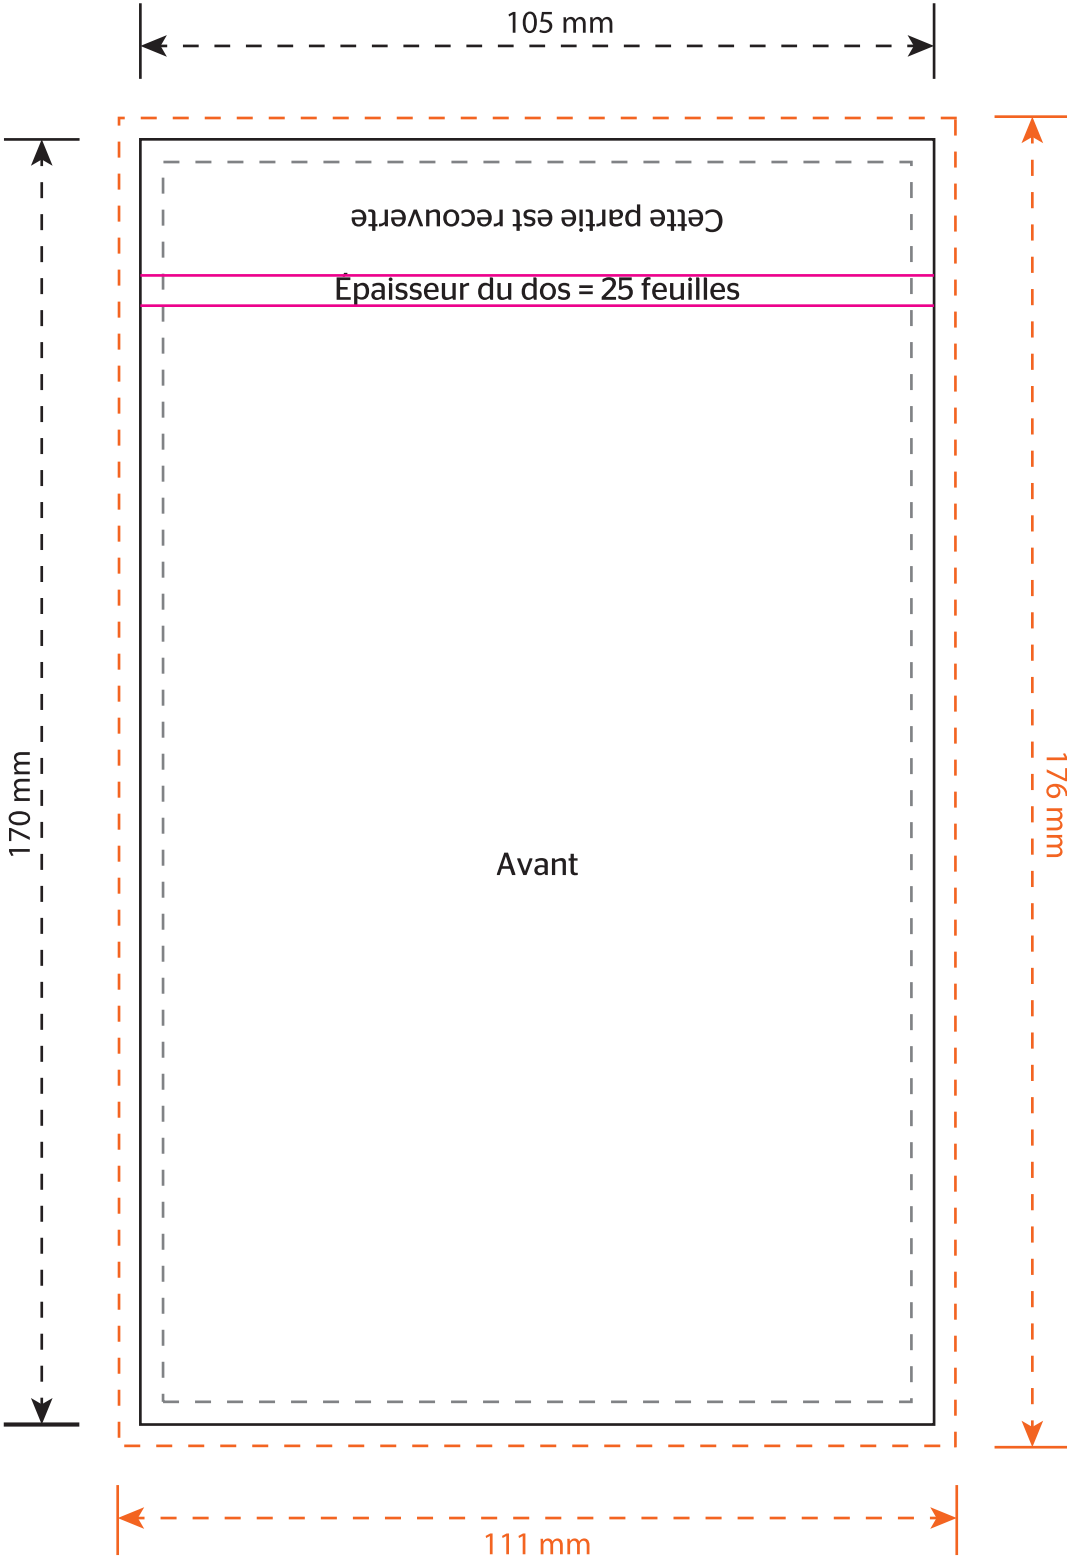 105 mm
Cette partie est recouverte
Épaisseur du dos = 25 feuilles
170 mm
176 mm
Avant
111 mm